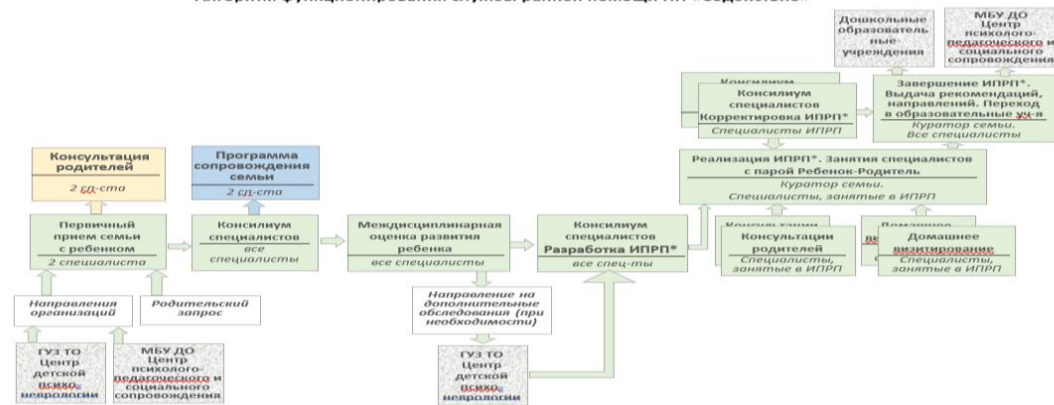 Алгоритм функционирования службы ранней помощи
Дошкольные
образователь
ные
учреждения
МБУ ДО
Центр
психолого-
педагогического и
социального
сопровождения
Консилиум
Консилиум
специалистов
Корректировка ИПРП*
Специалисты ИПРП
Завершение ИПРП*.
Выдача рекомендаций,
направлений. Переход
в образовательные уч-я
Куратор семьи.
Все специалисты
Консультация
родителей
2 сп-ста
Программа
сопровождения
семьи
2 сп-ста
Реализация ИПРП*. Занятия специалистов
с парой Ребенок-Родитель
Куратор семьи.
Специалисты, занятые в ИПРП
Первичный
прием семьи
с ребенком
2 специалиста
Консилиум
специалистов
все
специалисты
Междисциплинарная
оценка развития
ребенка
все специалисты
Консилиум
специалистов
Разработка ИПРП*
все спец-ты
Консультации
родителей
Специалисты,
занятые в ИПРП
Домашнее
визитирование
Специалисты,
занятые в ИПРП
Направления
организаций
Родительский
запрос
Направление на
дополнительные
обследования (при
необходимости)
ГУЗ ТО
Центр
детской
психо
неврологии
МБУ ДО
Центр
психолого-
педагогического и
социального
сопровождения
ГУЗ ТО
Центр
детской
психо
неврологии